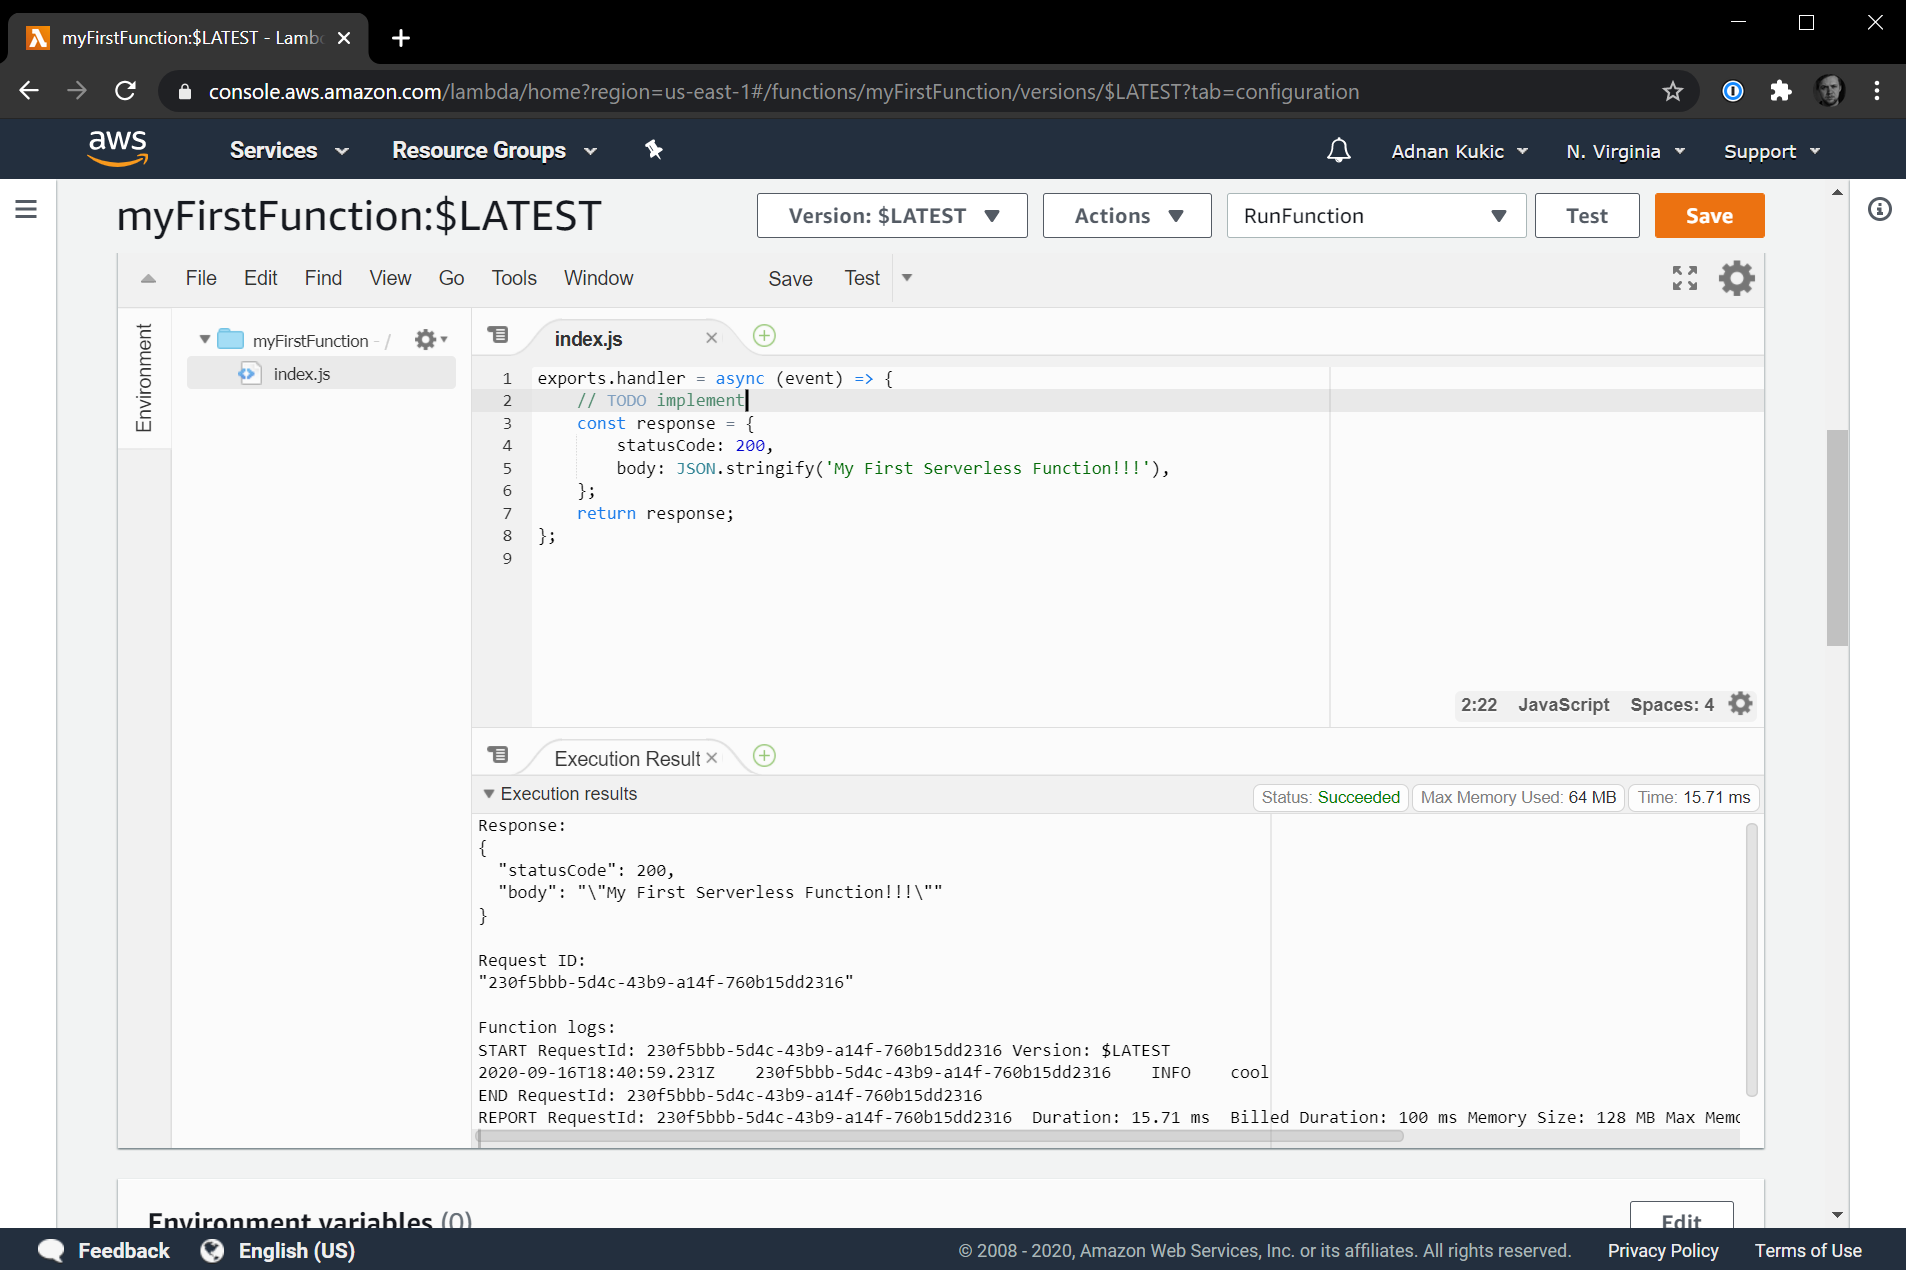 myFirstFunction:$LATEST - Lamb
console.aws.amazon.com/lambda/home?region=us-east-1#/functions/myFirstFunction/versions/$LATEST?tab=configuration
aws Services Resource Groups Adnan Kukic N. Virginia Support
myFirstFunction:$LATEST Version: $LATEST Actions RunFunction Test Save
File Edit Find View Go Tools Window Save Test
Environment
myFirstFunction - /
index.js
index.js
1 exports.handler = async (event) => {
2 // TODO implement
3 const response = {
4 statusCode: 200,
5 body: JSON.stringify('My First Serverless Function!!!'),
6 };
7 return response;
8 };
9
2:22 JavaScript Spaces: 4
Execution Result
Execution results Status: Succeeded Max Memory Used: 64 MB Time: 15.71 ms
Response:
{
"statusCode": 200,
"body": "\"My First Serverless Function!!!\""
}
Request ID:
"230f5bbb-5d4c-43b9-a14f-760b15dd2316"
Function logs:
START RequestId: 230f5bbb-5d4c-43b9-a14f-760b15dd2316 Version: $LATEST
2020-09-16T18:40:59.231Z 230f5bbb-5d4c-43b9-a14f-760b15dd2316 INFO cool
END RequestId: 230f5bbb-5d4c-43b9-a14f-760b15dd2316
REPORT RequestId: 230f5bbb-5d4c-43b9-a14f-760b15dd2316 Duration: 15.71 ms Billed Duration: 100 ms Memory Size: 128 MB Max Mem
Environment variables (0) Edit
Feedback English (US) © 2008 - 2020, Amazon Web Services, Inc. or its affiliates. All rights reserved. Privacy Policy Terms of Use